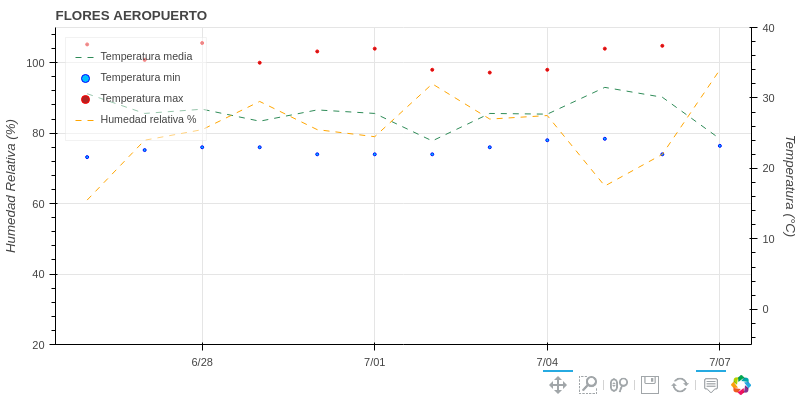 FLORES AEROPUERTO
Temperatura media
Temperatura min
Temperatura max
Humedad relativa %
Humedad Relativa (%)
100
80
60
40
20
Temperatura (°C)
40
30
20
10
0
6/28
7/01
7/04
7/07